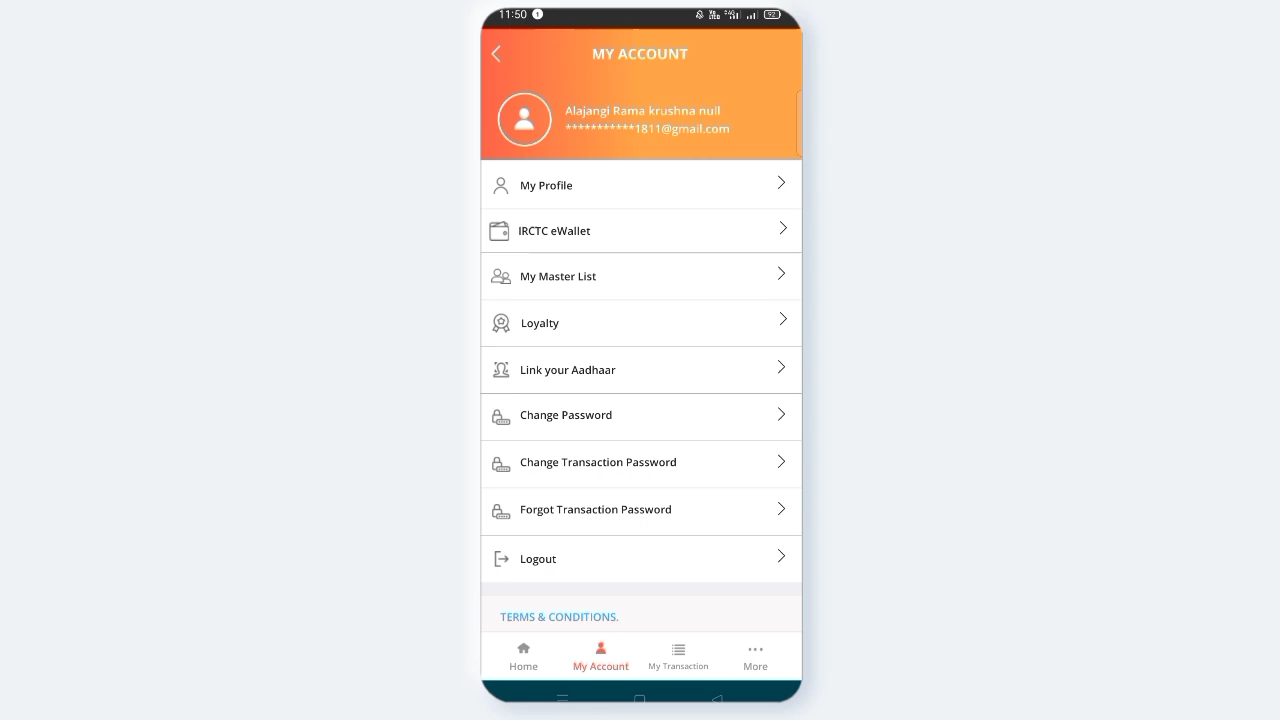 11:50
92
MY ACCOUNT
Alajangi Rama krushna null
***********1811@gmail.com
My Profile
IRCTC eWallet
My Master List
Loyalty
Link your Aadhaar
Change Password
Change Transaction Password
Forgot Transaction Password
Logout
TERMS & CONDITIONS.
Home
My Account
My Transaction
More